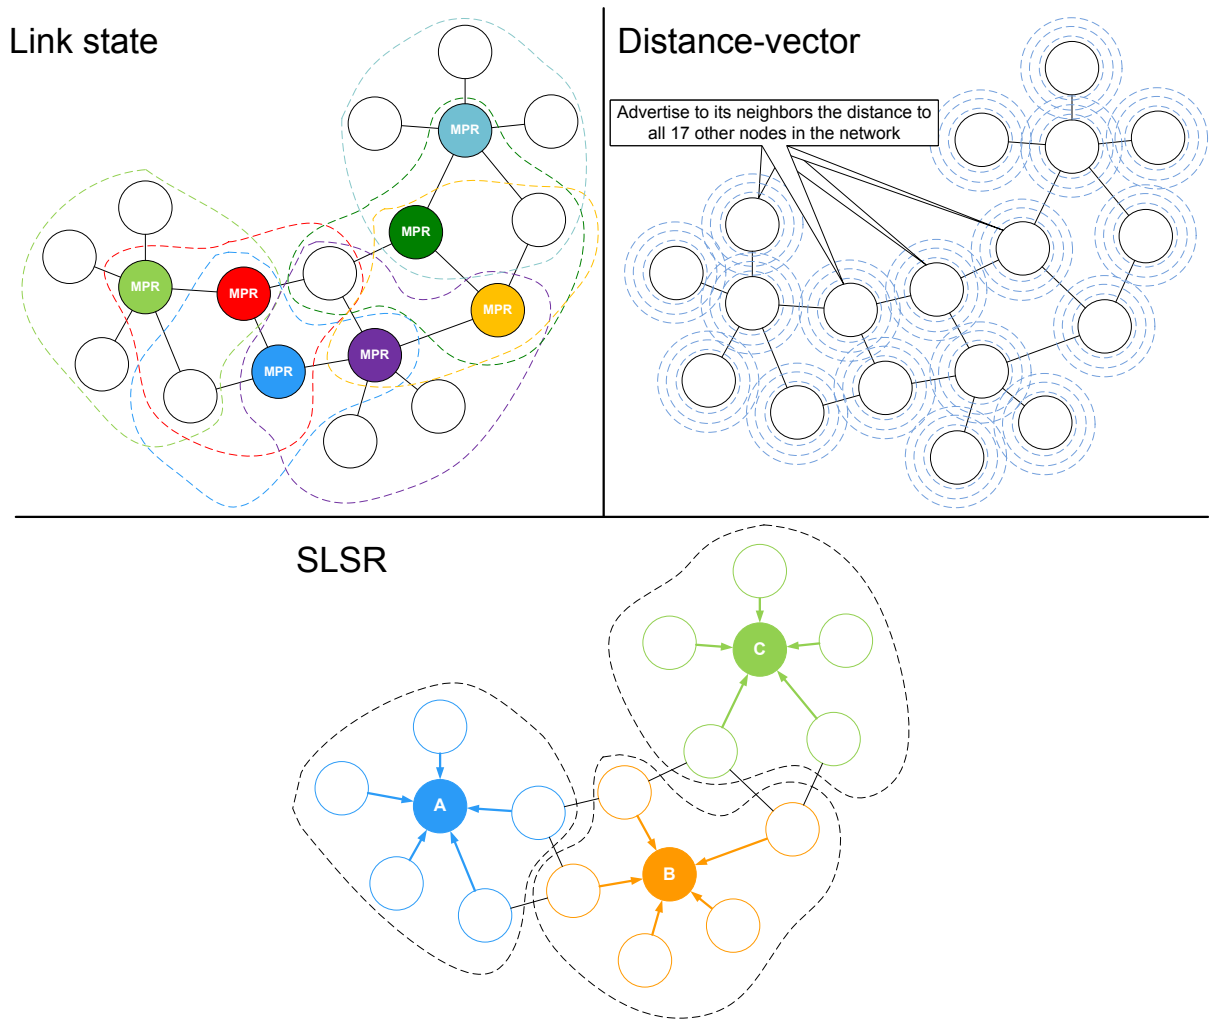 Link state
Distance-vector
Advertise to its neighbors the distance to
all 17 other nodes in the network
MPR
MPR
MPR
MPR
MPR
MPR
MPR
SLSR
C
A
B